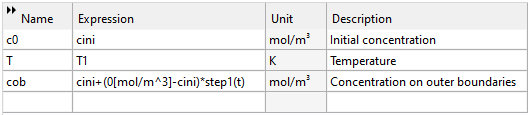 Name Expression Unit Description
c0 cini mol/m³ Initial concentration
T T1 K Temperature
cob cini+(0[mol/m^3]-cini)*step1(t) mol/m³ Concentration on outer boundaries